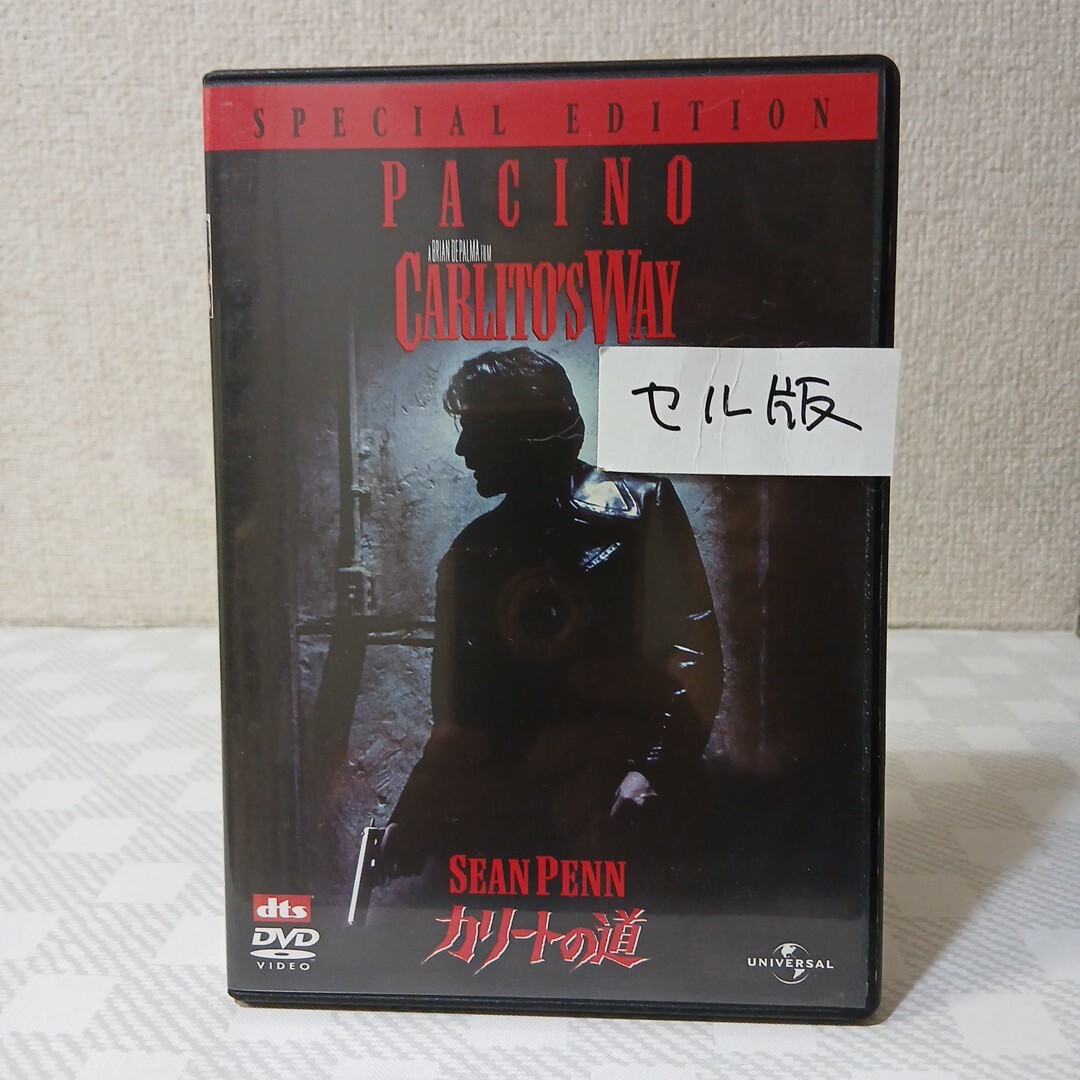 SPECIAL EDITION
PACINO
A BRIAN DE PALMA FILM
CARLITO'S WAY
セル版
SEAN PENN
カリートの道
dts
DVD
VIDEO
UNIVERSAL